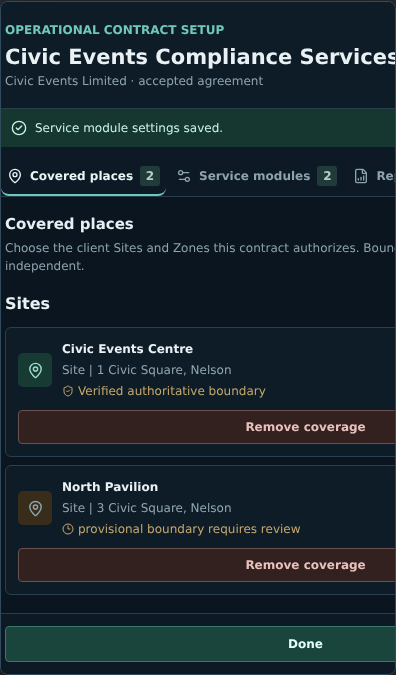 OPERATIONAL CONTRACT SETUP
Civic Events Compliance Services
Civic Events Limited · accepted agreement
Service module settings saved.
Covered places 2 Service modules 2 Re
Covered places
Choose the client Sites and Zones this contract authorizes. Boun
independent.
Sites
Civic Events Centre
Site | 1 Civic Square, Nelson
Verified authoritative boundary
Remove coverage
North Pavilion
Site | 3 Civic Square, Nelson
provisional boundary requires review
Remove coverage
Done